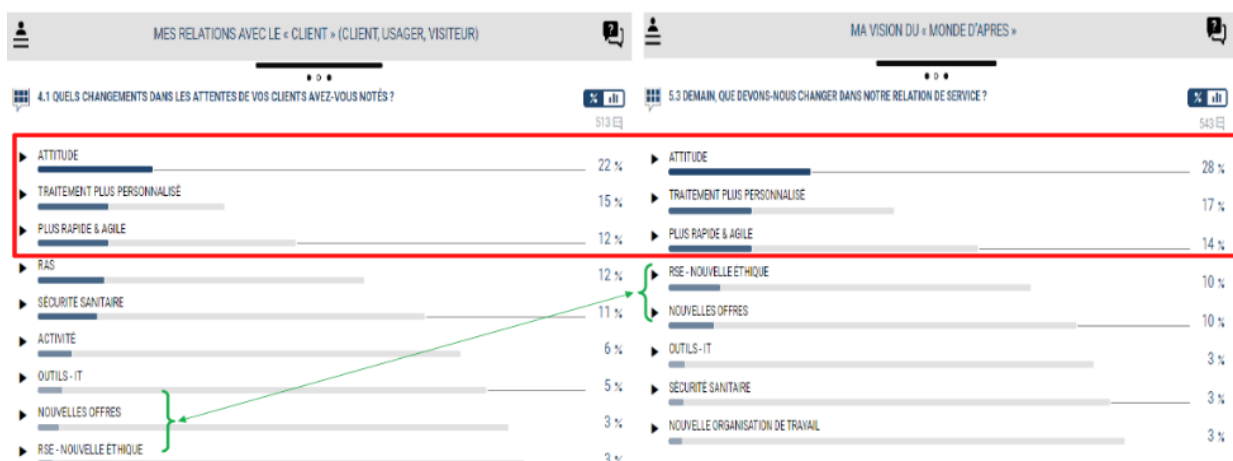 MES RELATIONS AVEC LE « CLIENT » (CLIENT, USAGER, VISITEUR)
4.1 QUELS CHANGEMENTS DANS LES ATTENTES DE VOS CLIENTS AVEZ-VOUS NOTÉS ?
%
513
ATTITUDE
22 %
TRAITEMENT PLUS PERSONNALISÉ
15 %
PLUS RAPIDE & AGILE
12 %
RAS
12 %
SÉCURITÉ SANITAIRE
11 %
ACTIVITÉ
6 %
OUTILS - IT
5 %
NOUVELLES OFFRES
3 %
RSE - NOUVELLE ÉTHIQUE
3 %
MA VISION DU « MONDE D'APRES »
5.3 DEMAIN, QUE DEVONS-NOUS CHANGER DANS NOTRE RELATION DE SERVICE ?
%
543
ATTITUDE
28 %
TRAITEMENT PLUS PERSONNALISÉ
17 %
PLUS RAPIDE & AGILE
14 %
RSE - NOUVELLE ÉTHIQUE
10 %
NOUVELLES OFFRES
10 %
OUTILS - IT
3 %
SÉCURITÉ SANITAIRE
3 %
NOUVELLE ORGANISATION DE TRAVAIL
3 %